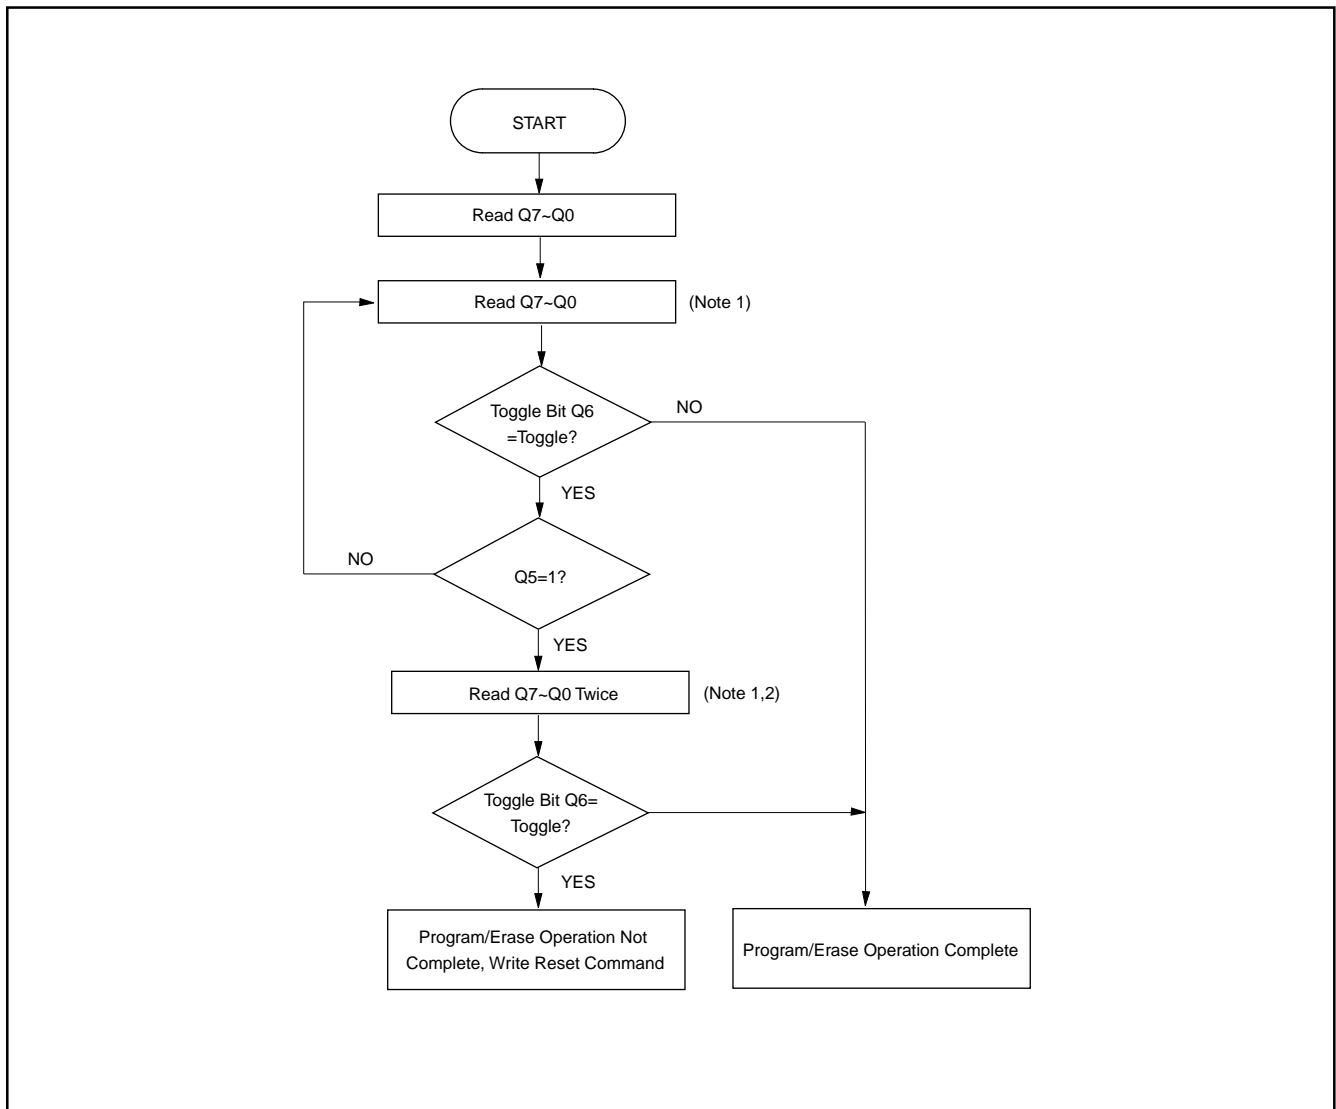 START
Read Q7~Q0
Read Q7~Q0
(Note 1)
Toggle Bit Q6
=Toggle?
NO
YES
NO
Q5=1?
YES
Read Q7~Q0 Twice
(Note 1,2)
Toggle Bit Q6=
Toggle?
YES
Program/Erase Operation Not
Complete, Write Reset Command
Program/Erase Operation Complete